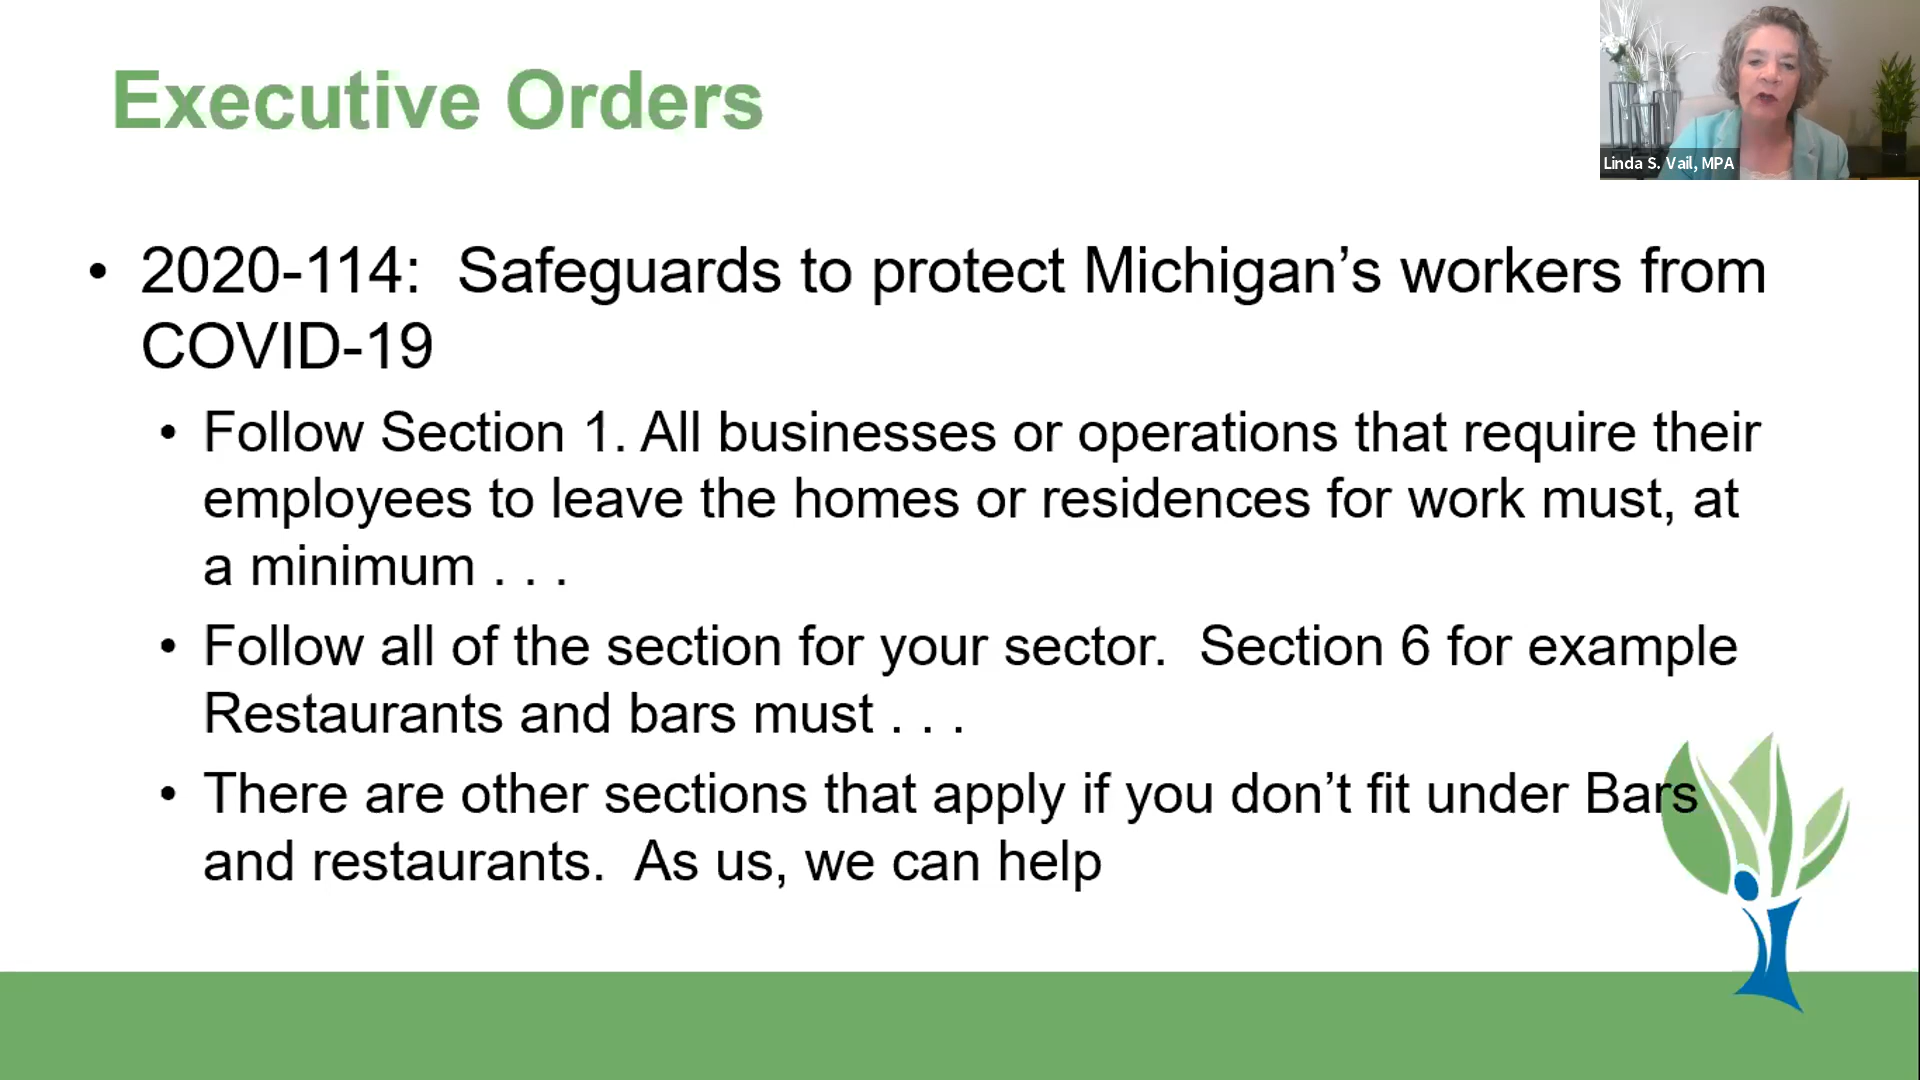 Executive Orders
Linda S. Vail, MPA
• 2020-114:  Safeguards to protect Michigan’s workers from
COVID-19
• Follow Section 1. All businesses or operations that require their
employees to leave the homes or residences for work must, at
a minimum . . .
• Follow all of the section for your sector.  Section 6 for example
Restaurants and bars must . . .
• There are other sections that apply if you don’t fit under Bars
and restaurants.  As us, we can help